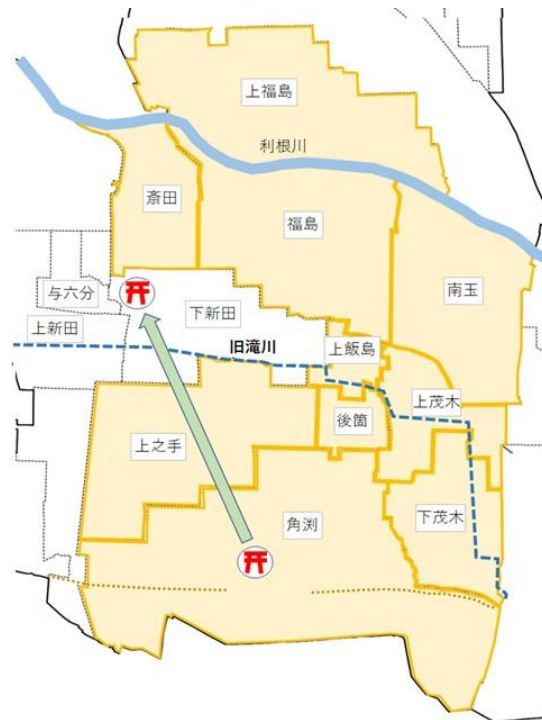 上福島
利根川
斎田
福島
与六分
下新田
南玉
上新田
旧滝川
上飯島
上茂木
後箇
上之手
下茂木
角渕